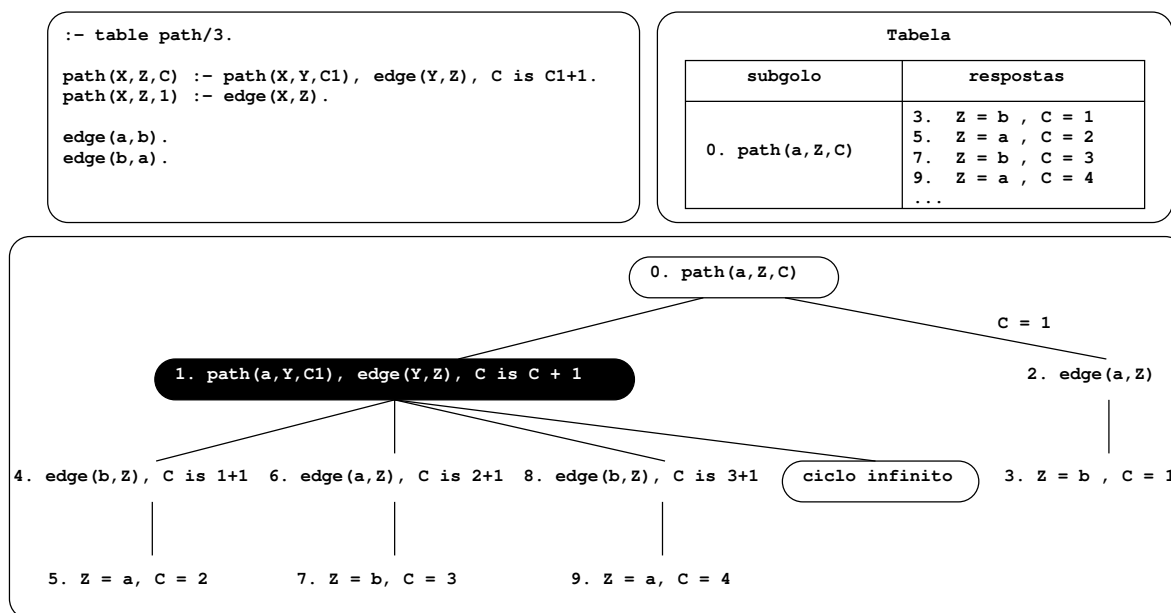 :- table path/3.
path(X,Z,C) :- path(X,Y,C1), edge(Y,Z), C is C1+1.
path(X,Z,1) :- edge(X,Z).
edge(a,b).
edge(b,a).
Tabela
subgolo respostas
0. path(a,Z,C)
3. Z = b , C = 1
5. Z = a , C = 2
7. Z = b , C = 3
9. Z = a , C = 4
...
0. path(a,Z,C)
C = 1
1. path(a,Y,C1), edge(Y,Z), C is C + 1
2. edge(a,Z)
4. edge(b,Z), C is 1+1 6. edge(a,Z), C is 2+1 8. edge(b,Z), C is 3+1 ciclo infinito 3. Z = b , C = 1
5. Z = a, C = 2 7. Z = b, C = 3 9. Z = a, C = 4